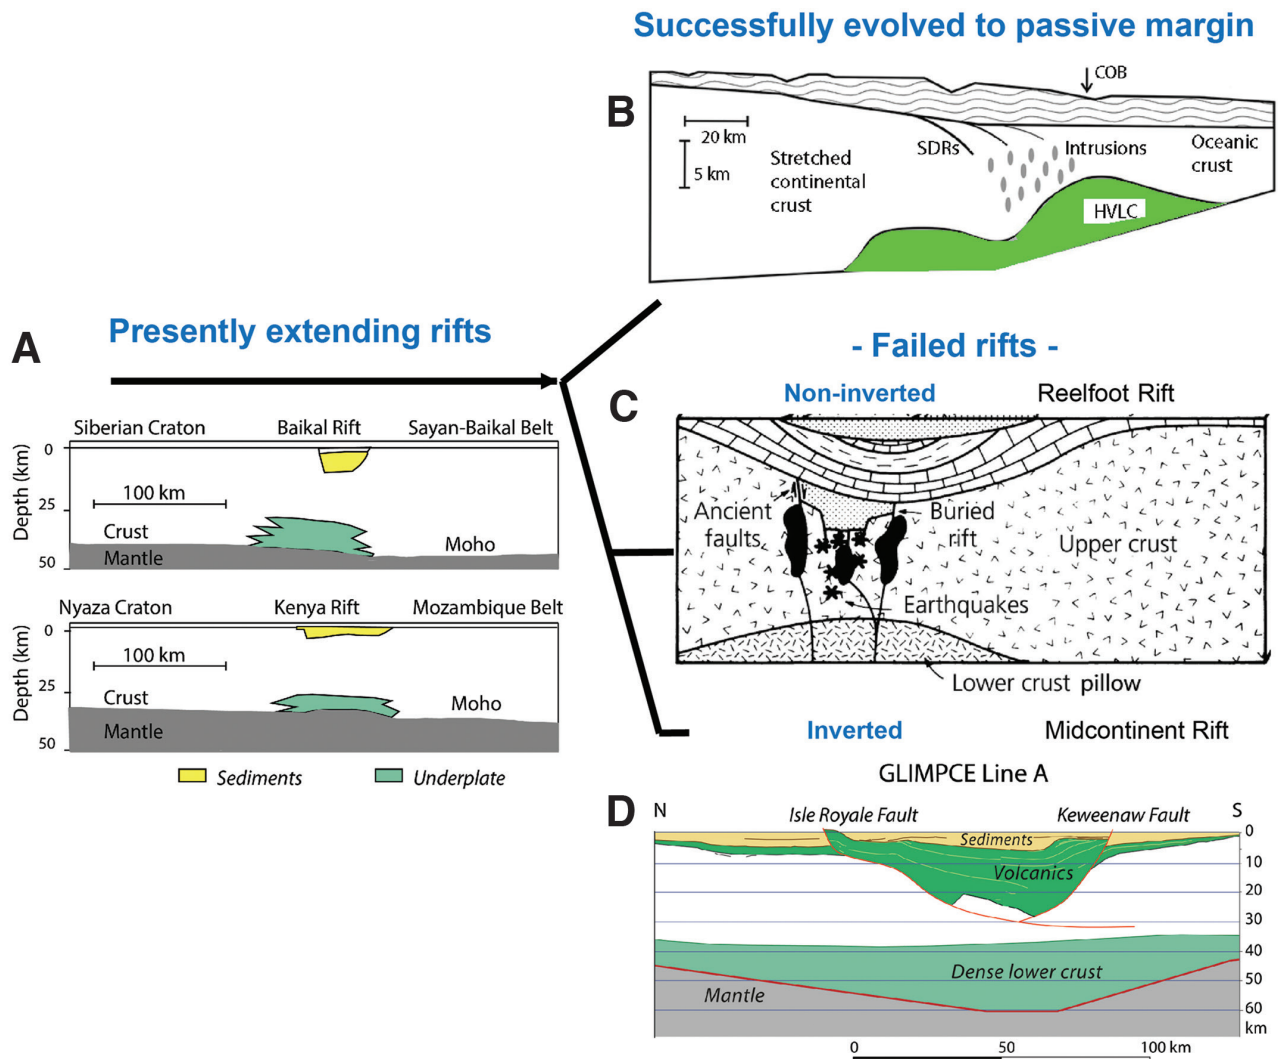 Successfully evolved to passive margin
B
COB
20 km
5 km
SDRs
Intrusions
Oceanic
crust
Stretched
continental
crust
HVLC
A
Presently extending rifts
Siberian Craton
Baikal Rift
Sayan-Baikal Belt
Depth (km)
0
25
50
100 km
Crust
Mantle
Moho
Nyaza Craton
Kenya Rift
Mozambique Belt
Depth (km)
0
25
50
100 km
Crust
Mantle
Moho
Sediments
Underplate
- Failed rifts -
C
Non-inverted
Reelfoot Rift
Ancient
faults
Buried
rift
Upper crust
Earthquakes
Lower crust pillow
Inverted
Midcontinent Rift
GLIMPCE Line A
D
N
Isle Royale Fault
Keweenaw Fault
S
Sediments
Volcanics
Dense lower crust
Mantle
0
10
20
30
40
50
60
km
0
50
100 km